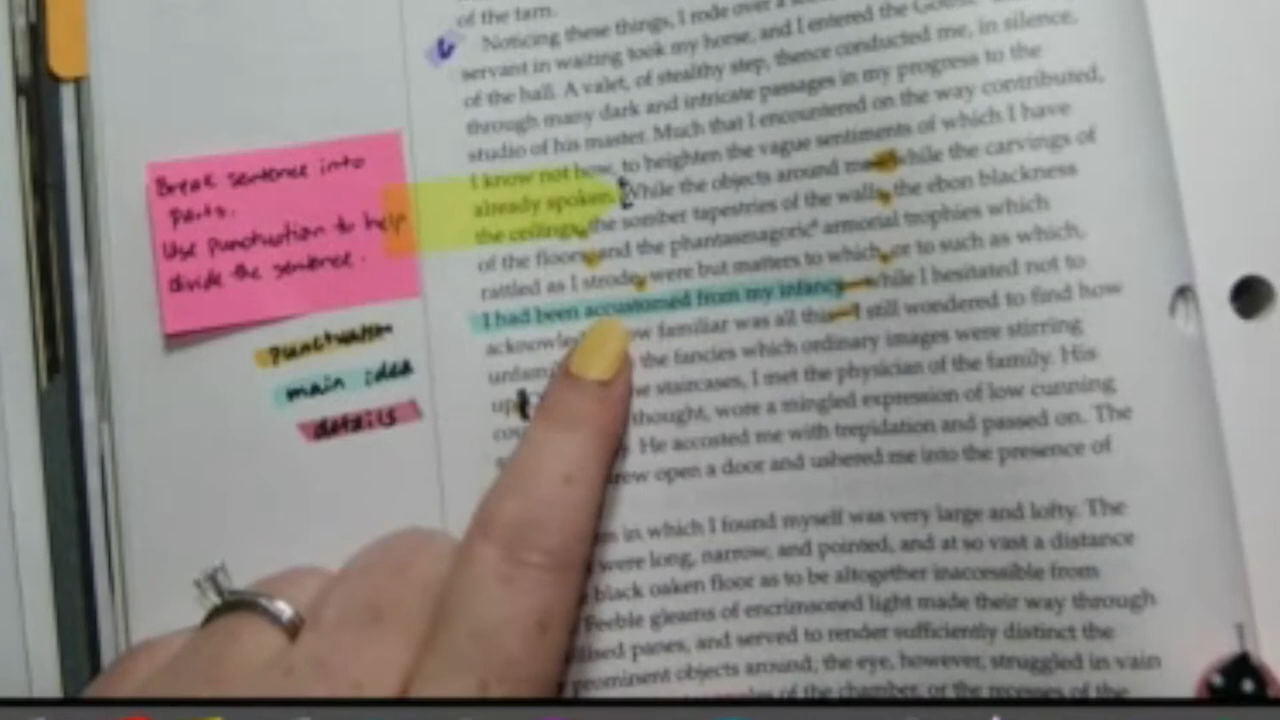 of the tarn.
Noticing these things, I rode over a
servant in waiting took my horse, and I entered the
of the hall. A valet, of stealthy step, thence conducted me, in silence,
through many dark and intricate passages in my progress to the
studio of his master. Much that I encountered on the way contributed,
I know not how, to heighten the vague sentiments of which I have
already spoken. While the objects around me while the carvings of
the ceilings, the somber tapestries of the walls, the ebon blackness
of the floors, and the phantasmagoric armorial trophies which
rattled as I strode, were but matters to which, or to such as which,
I had been accustomed from my infancy—while I hesitated not to
familiar was all this—I still wondered to find how
the fancies which ordinary images were stirring
staircases, I met the physician of the family. His
thought, wore a mingled expression of low cunning
He accosted me with trepidation and passed on. The
open a door and ushered me into the presence of
in which I found myself was very large and lofty. The
were long, narrow, and pointed, and at so vast a distance
black oaken floor as to be altogether inaccessible from
Feeble gleams of encrimsoned light made their way through
panes, and served to render sufficiently distinct the
prominent objects around; the eye, however, struggled in vain
of the chamber, or the recesses of the
Break sentence into
parts.
Use punctuation to help
divide the sentence.
punctuation
main idea
details